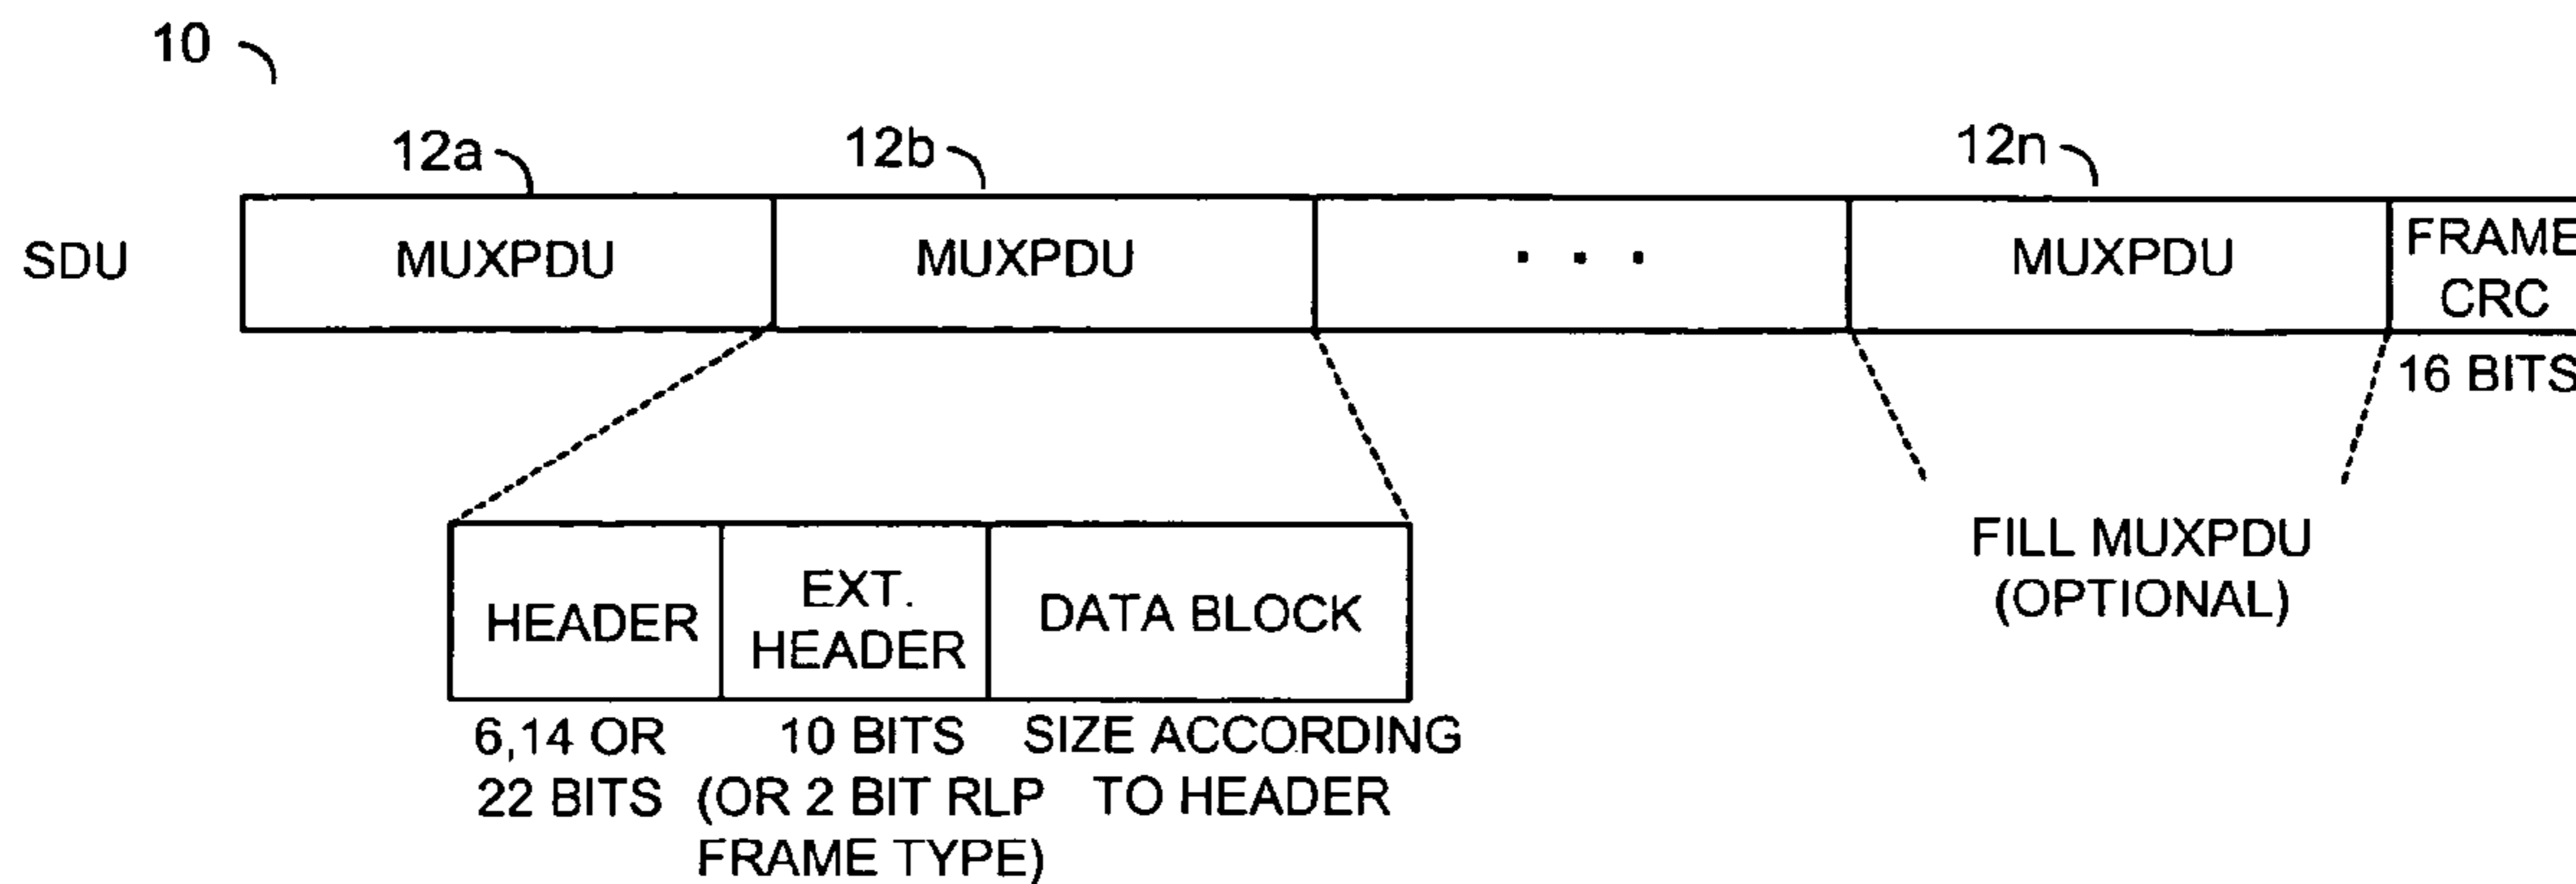 10
12a
12b
12n
SDU
MUXPDU
MUXPDU
. . .
MUXPDU
FRAME
CRC
16 BITS
HEADER
EXT.
HEADER
DATA BLOCK
FILL MUXPDU
(OPTIONAL)
6,14 OR
22 BITS
10 BITS
(OR 2 BIT RLP
FRAME TYPE)
SIZE ACCORDING
TO HEADER